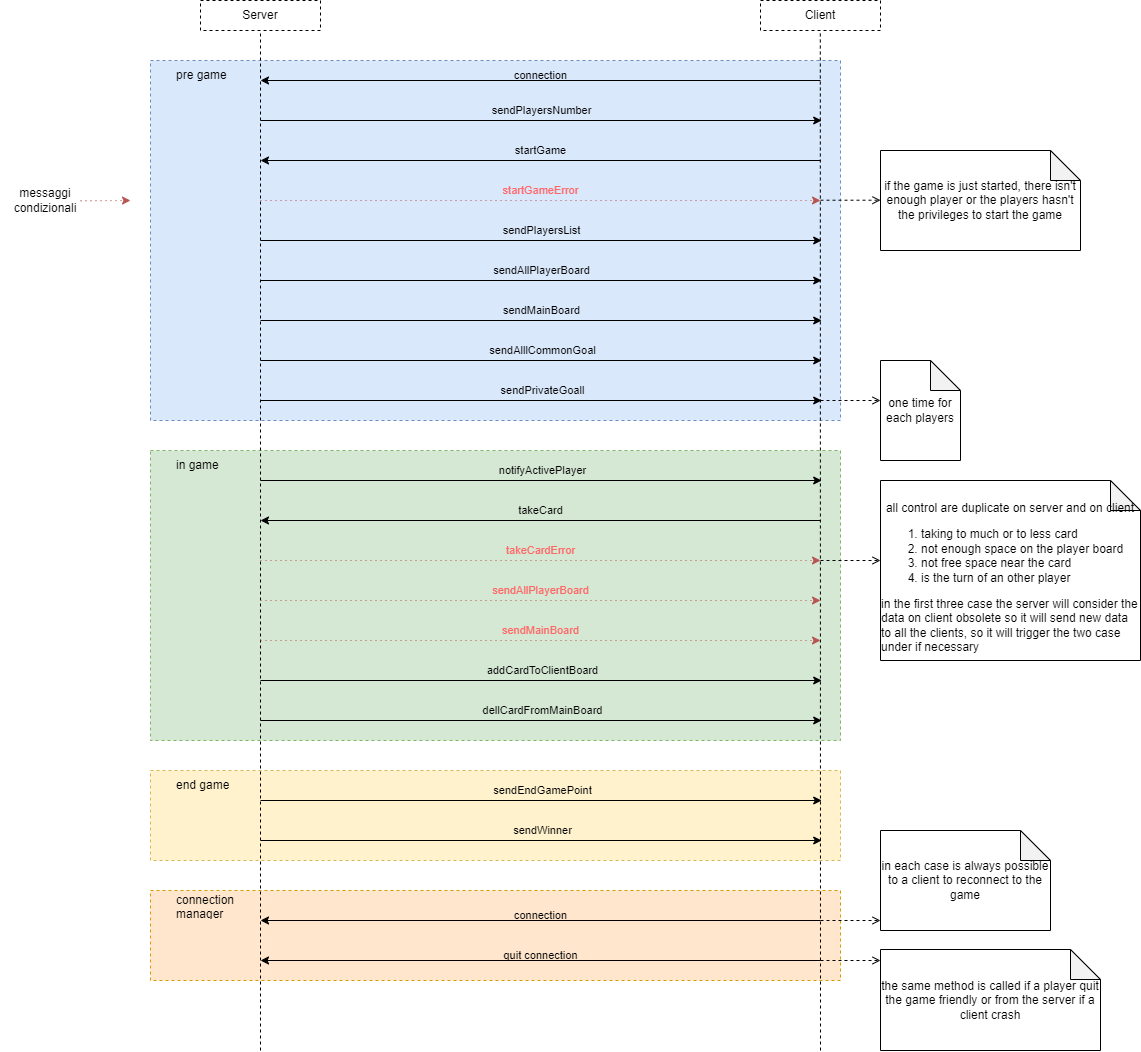 Server
Client
pre game
connection
sendPlayersNumber
startGame
messaggi
condizionali
startGameError
if the game is just started, there isn't
enough player or the players hasn't
the privileges to start the game
sendPlayersList
sendAllPlayerBoard
sendMainBoard
sendAlllCommonGoal
sendPrivateGoall
one time for
each players
in game
notifyActivePlayer
takeCard
takeCardError
sendAllPlayerBoard
sendMainBoard
addCardToClientBoard
dellCardFromMainBoard
all control are duplicate on server and on client
1. taking to much or to less card
2. not enough space on the player board
3. not free space near the card
4. is the turn of an other player
in the first three case the server will consider the
data on client obsolete so it will send new data
to all the clients, so it will trigger the two case
under if necessary
end game
sendEndGamePoint
sendWinner
in each case is always possible
to a client to reconnect to the
game
connection
manager
connection
quit connection
the same method is called if a player quit
the game friendly or from the server if a
client crash